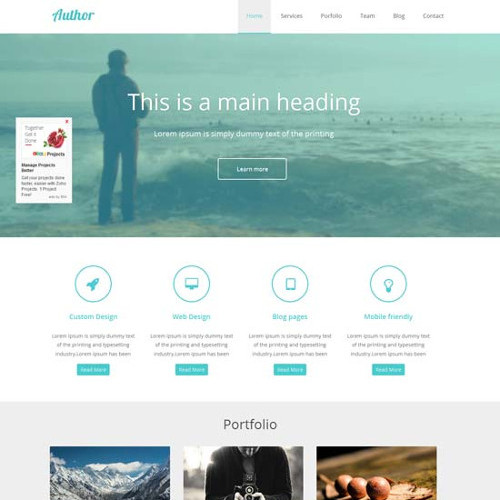 Author
Home Services Porfolio Team Blog Contact
This is a main heading
Lorem ipsum is simply dummy text of the printing
Learn more
Together
Get it
Done
Projects
Manage Projects
Better
Get your projects done
faster, easier with Zoho
Projects. 1 Project
Free!
Custom Design
Lorem ipsum is simply dummy text
of the printing and typesetting
industry.Lorem ipsum has been
Read More
Web Design
Lorem ipsum is simply dummy text
of the printing and typesetting
industry.Lorem ipsum has been
Read More
Blog pages
Lorem ipsum is simply dummy text
of the printing and typesetting
industry.Lorem ipsum has been
Read More
Mobile friendly
Lorem ipsum is simply dummy text
of the printing and typesetting
industry.Lorem ipsum has been
Read More
Portfolio